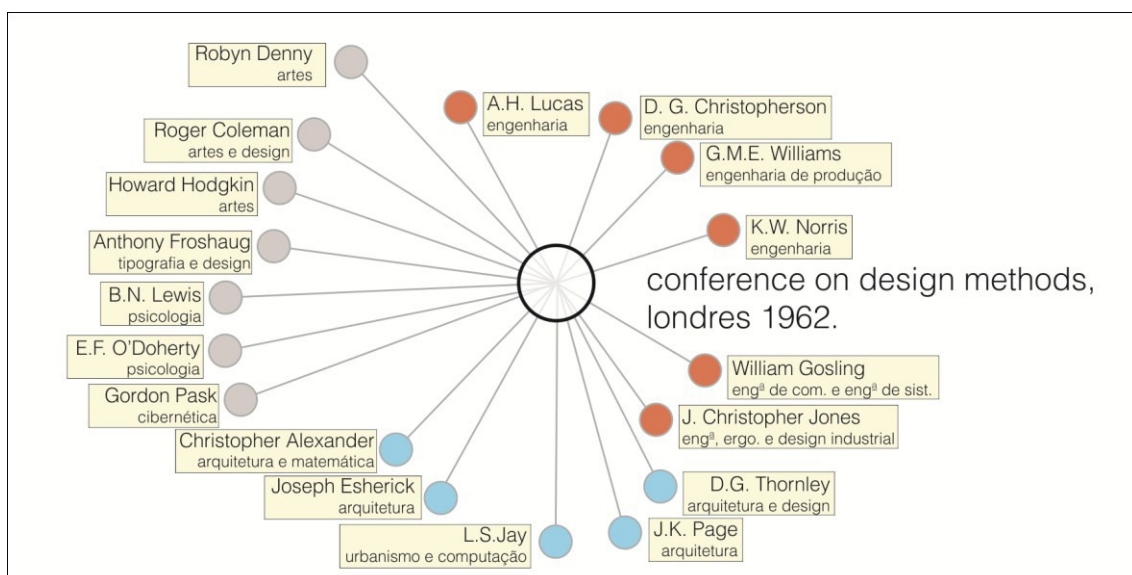 Robyn Denny
artes
Roger Coleman
artes e design
Howard Hodgkin
artes
Anthony Froshaug
tipografia e design
B.N. Lewis
psicologia
E.F. O'Doherty
psicologia
Gordon Pask
cibernética
Christopher Alexander
arquitetura e matemática
Joseph Esherick
arquitetura
L.S.Jay
urbanismo e computação
A.H. Lucas
engenharia
D. G. Christopherson
engenharia
G.M.E. Williams
engenharia de produção
K.W. Norris
engenharia
conference on design methods,
londres 1962.
William Gosling
engª de com. e engª de sist.
J. Christopher Jones
engª, ergo. e design industrial
D.G. Thornley
arquitetura e design
J.K. Page
arquitetura